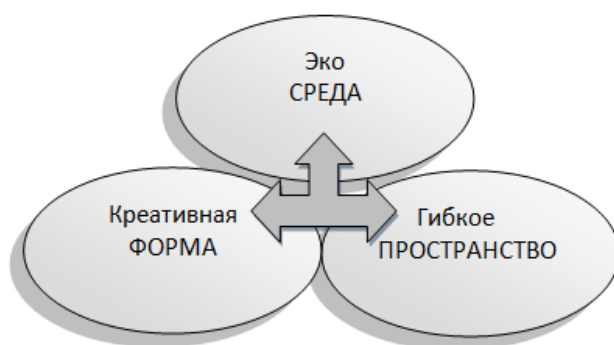 Эко
СРЕДА
Креативная
ФОРМА
Гибкое
ПРОСТРАНСТВО